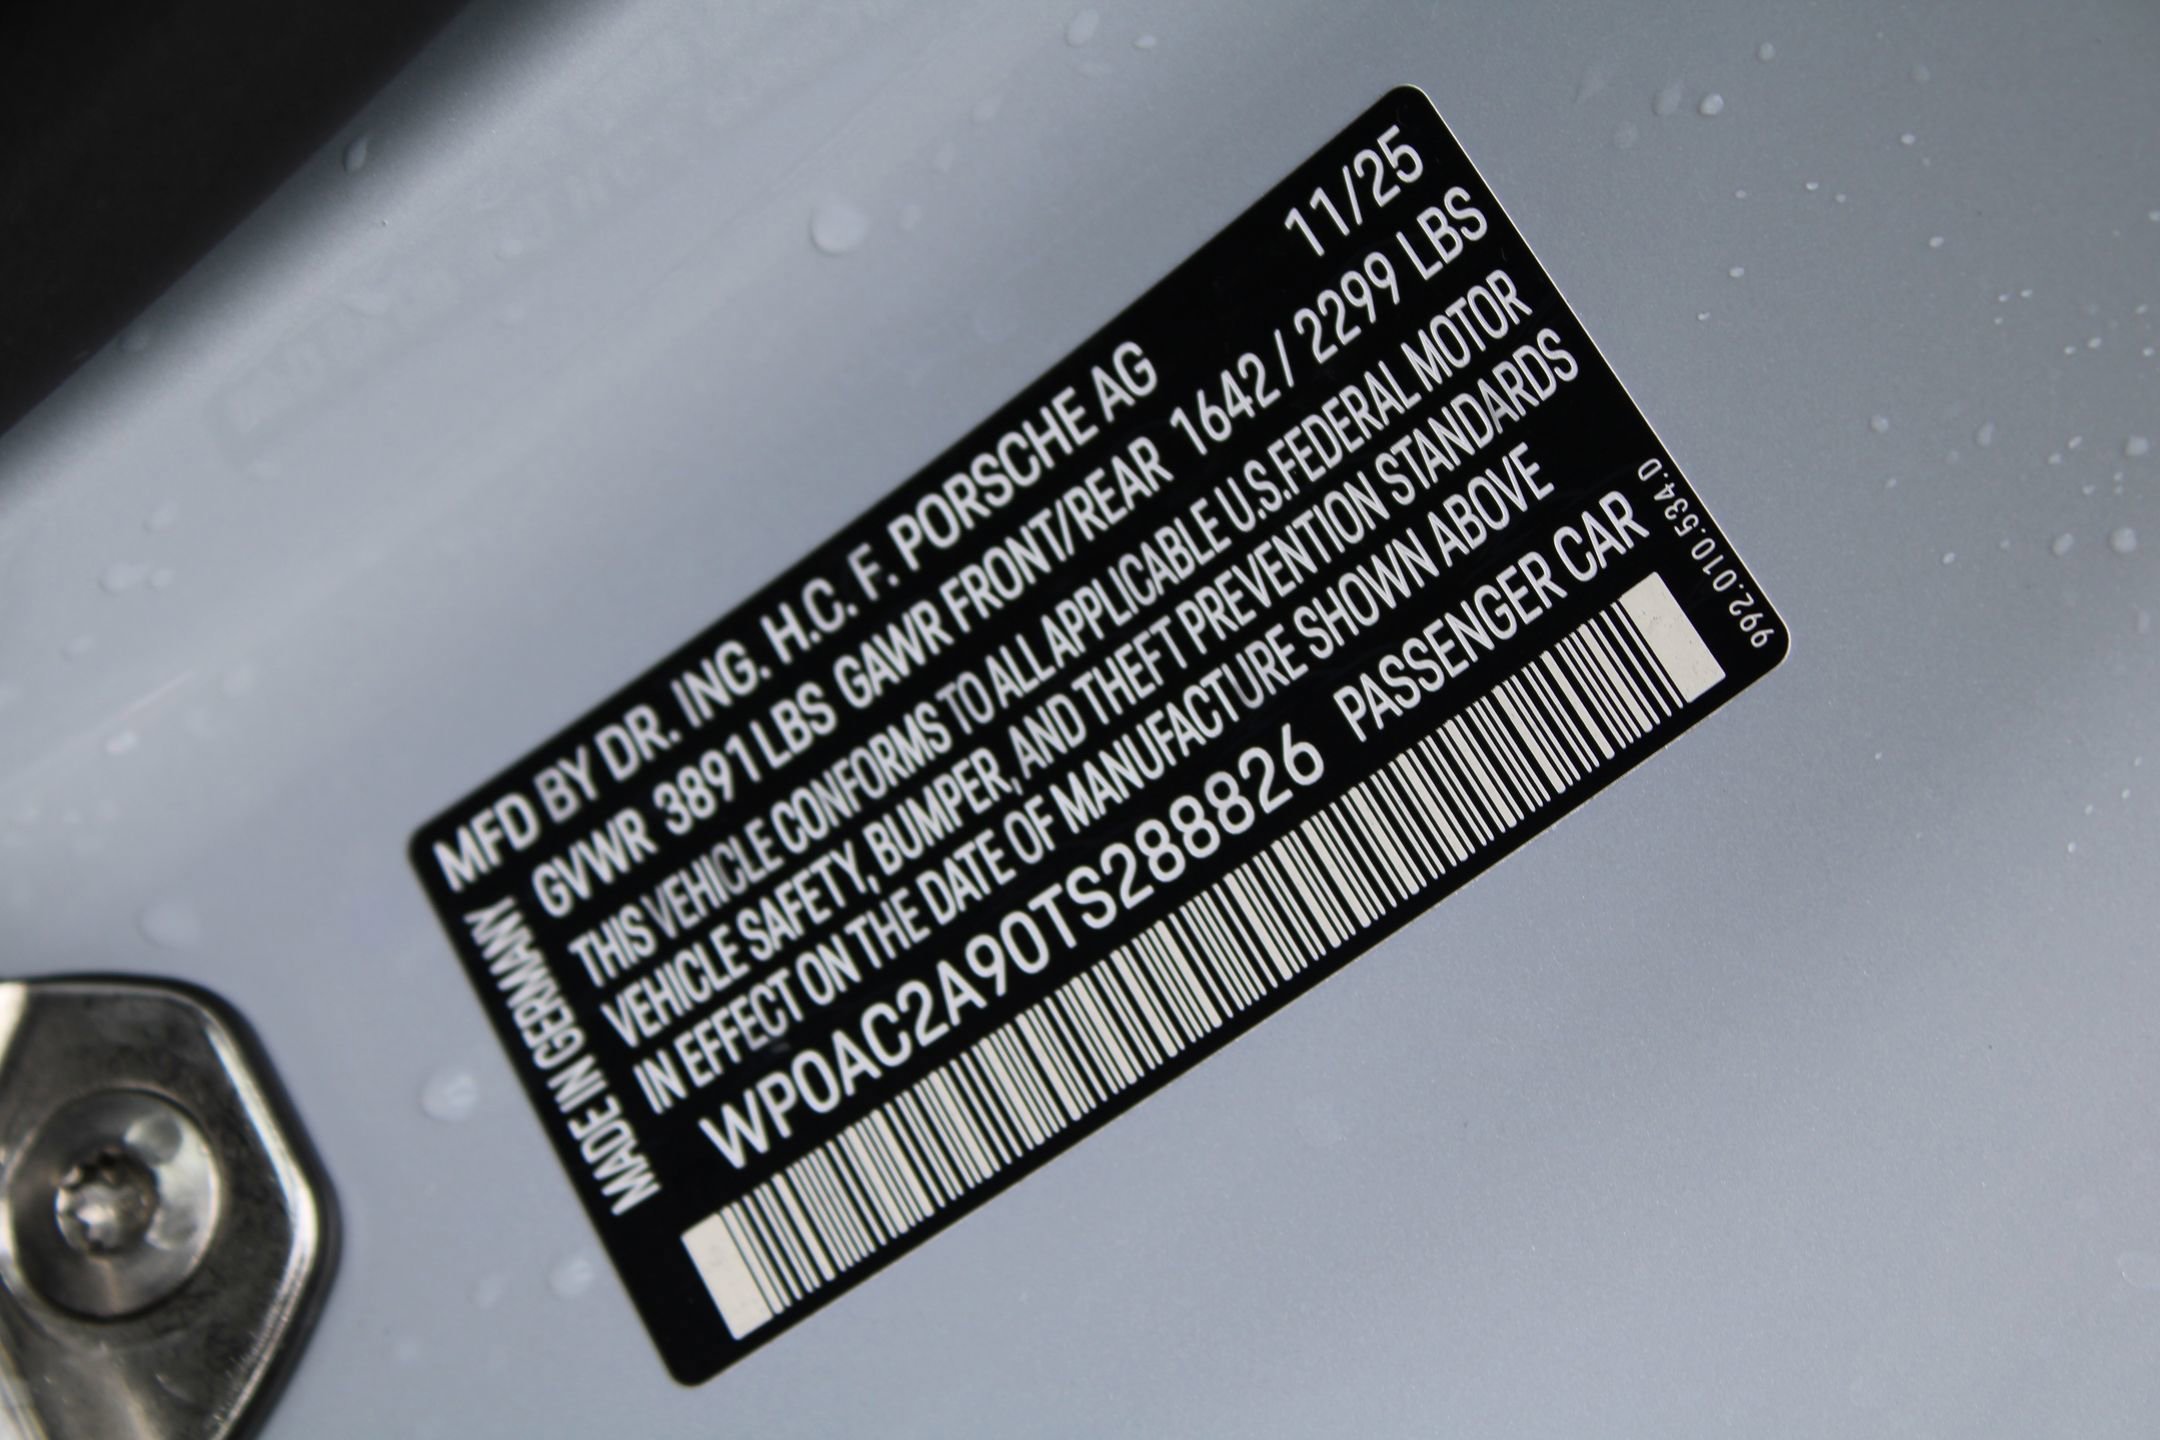 MFD BY DR. ING. H.C. F. PORSCHE AG 11/25
GVWR 3891 LBS GAWR FRONT/REAR 1642 / 2299 LBS
THIS VEHICLE CONFORMS TO ALL APPLICABLE U.S.FEDERAL MOTOR
VEHICLE SAFETY, BUMPER, AND THEFT PREVENTION STANDARDS
IN EFFECT ON THE DATE OF MANUFACTURE SHOWN ABOVE
WP0AC2A90TS288826 PASSENGER CAR
MADE IN GERMANY
992.010.534.D